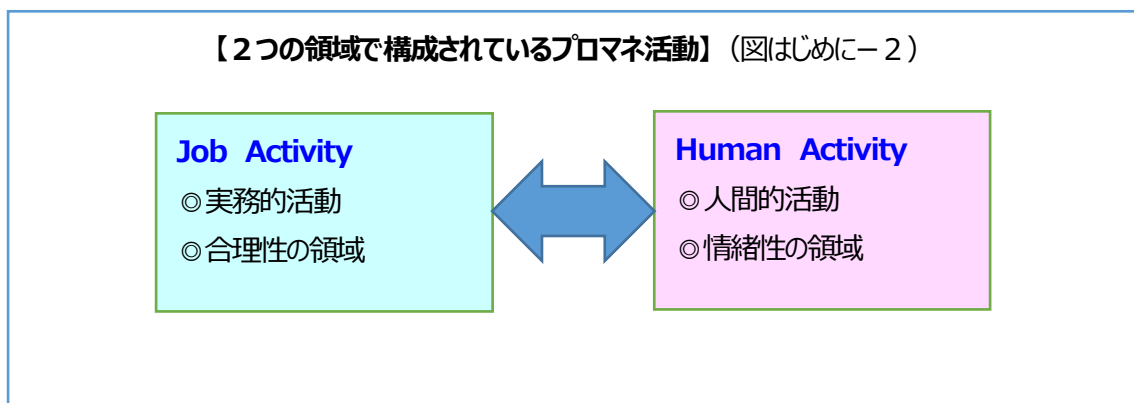 【２つの領域で構成されているプロマネ活動】（図はじめに－２）
Job Activity
◎実務的活動
◎合理性の領域
Human Activity
◎人間的活動
◎情緒性の領域